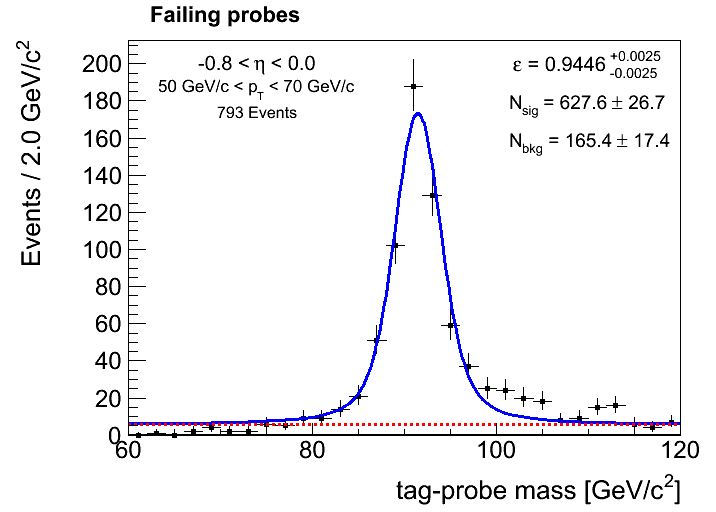 Failing probes
Events / 2.0 GeV/c²
200
180
160
140
120
100
80
60
40
20
0
-0.8 < η < 0.0
50 GeV/c < p_T < 70 GeV/c
793 Events
ε = 0.9446 +0.0025 -0.0025
N_sig = 627.6 ± 26.7
N_bkg = 165.4 ± 17.4
60 80 100 120
tag-probe mass [GeV/c²]